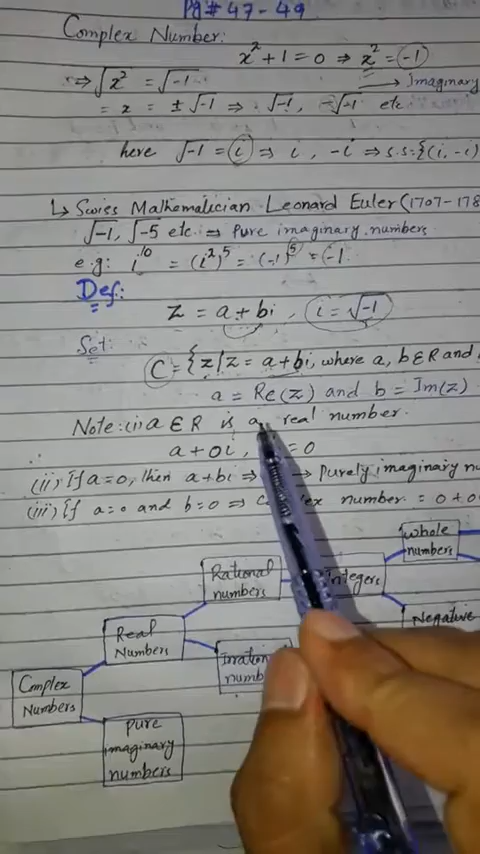 Pg # 47-49
Complex Number:
x² + 1 = 0 ⇒ x² = -1
⇒ √x² = √-1 → Imaginary
= x = ± √-1 ⇒ √-1, -√-1 etc
here √-1 = i ⇒ i, -i ⇒ s.s = {(i, -i)
↳ Swiss Mathematician Leonard Euler (1707-178
√-1, √-5 etc ⇒ Pure imaginary numbers
e.g: i¹⁰ = (i²)⁵ = (-1)⁵ = -1
Def:
Z = a + bi, i = √-1
Set:
C = {z/z = a + bi, where a, b ∈ R and
a = Re(z) and b = Im(z)
Note: (i) a ∈ R is a real number.
∴ a + 0i, = 0
(ii) If a = 0, then a + bi ⇒ → Purely imaginary n
(iii) If a = 0 and b = 0 ⇒ C ex number = 0 + 0
Whole numbers
Rational numbers
Integers
Negative
Real Numbers
Irration numb
Complex Numbers
Pure imaginary numbers